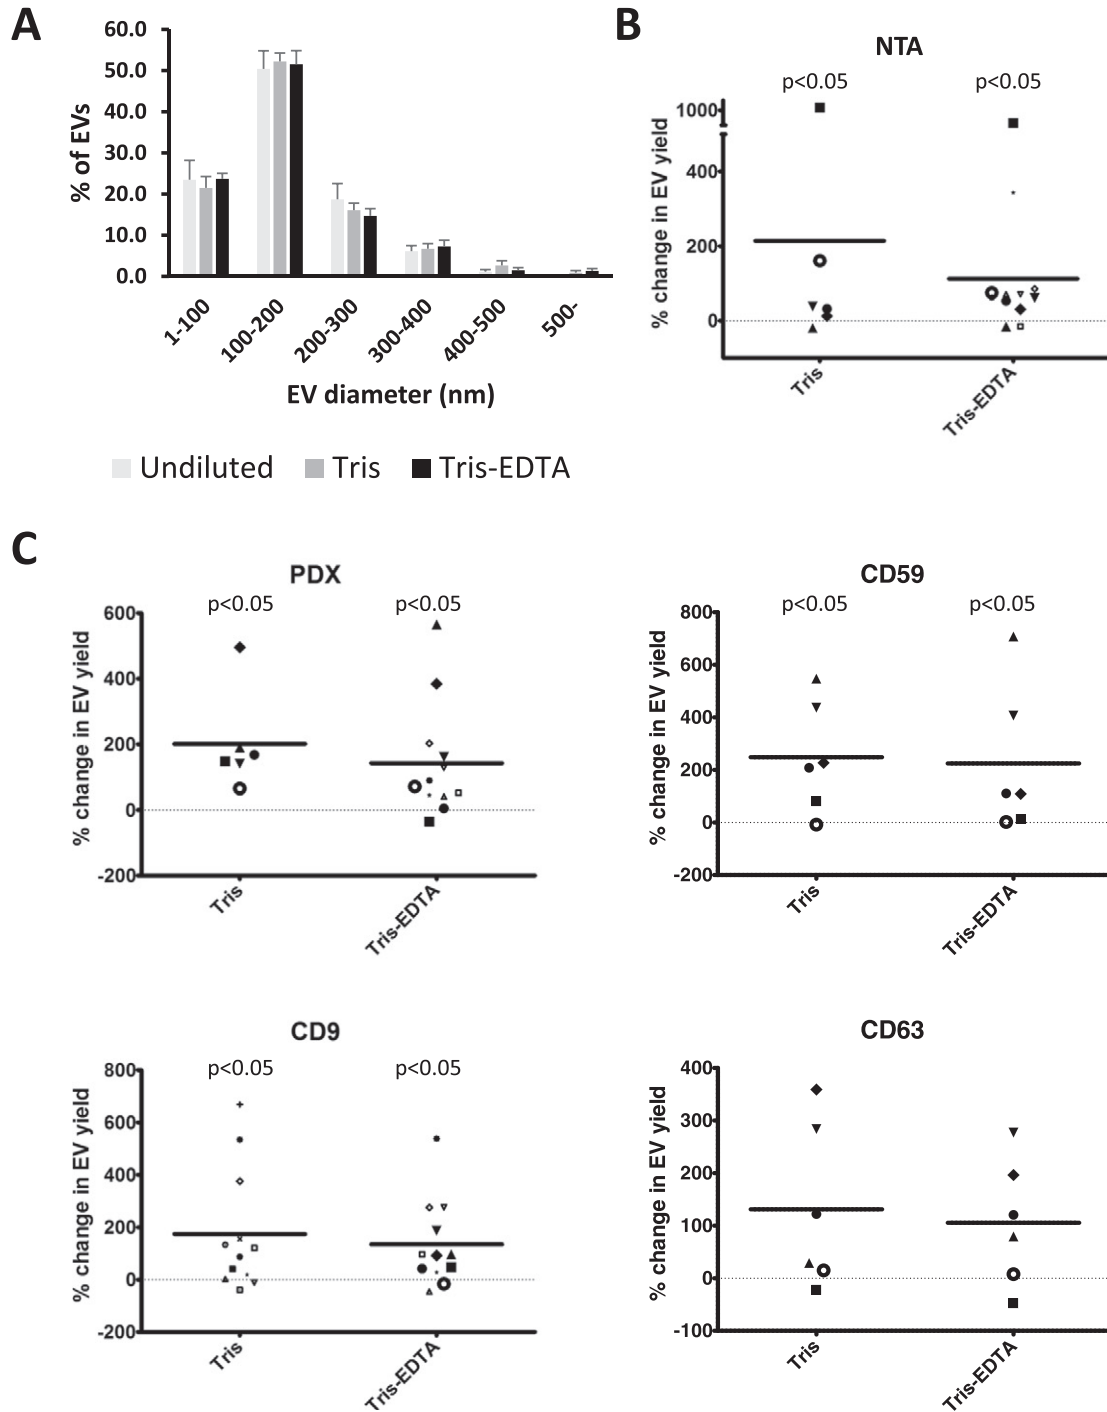 A
60.0
50.0
40.0
30.0
20.0
10.0
0.0
% of EVs
1-100
100-200
200-300
300-400
400-500
500-
EV diameter (nm)
Undiluted
Tris
Tris-EDTA
B
NTA
p<0.05
p<0.05
1000
400
200
0
% change in EV yield
Tris
Tris-EDTA
C
PDX
p<0.05
p<0.05
600
400
200
0
-200
% change in EV yield
Tris
Tris-EDTA
CD59
p<0.05
p<0.05
800
600
400
200
0
-200
% change in EV yield
Tris
Tris-EDTA
CD9
p<0.05
p<0.05
800
600
400
200
0
-200
% change in EV yield
Tris
Tris-EDTA
CD63
400
300
200
100
0
-100
% change in EV yield
Tris
Tris-EDTA